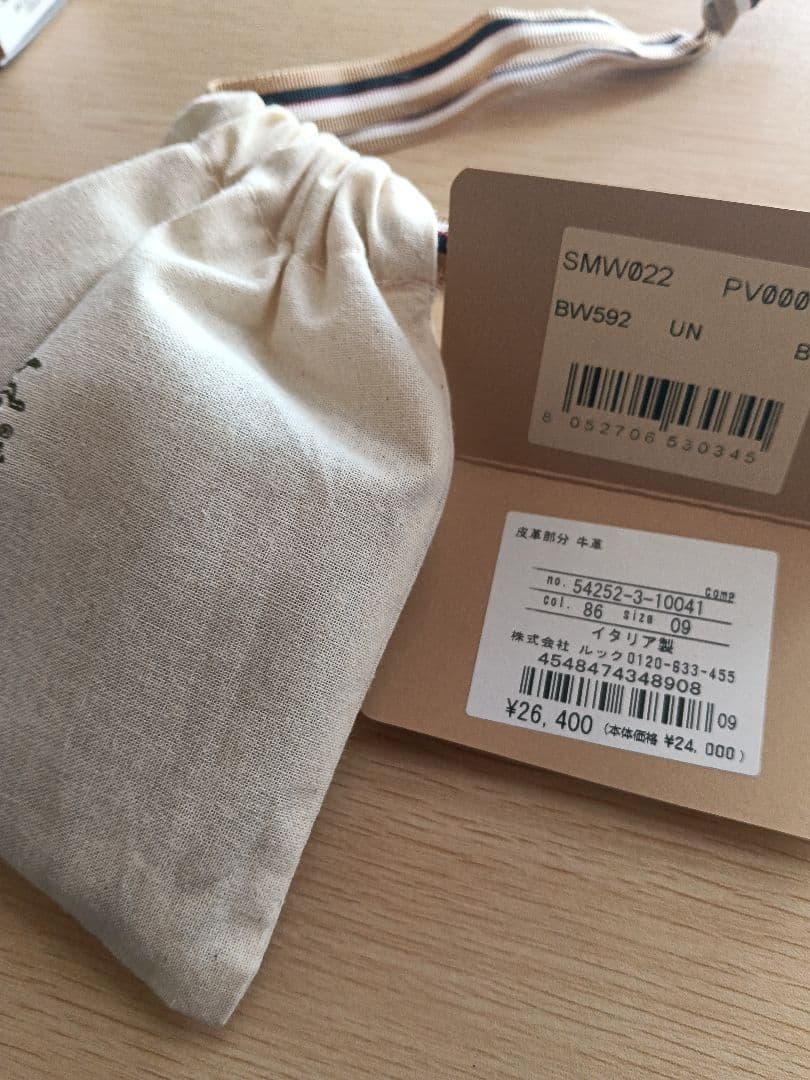 SMW022 PV000
BW592 UN B
8 052706 530345
皮革部分 牛革
comp
no. 54252-3-10041
col. 86 size 09
イタリア製
株式会社 ルック 0120-633-455
4548474348908
09
¥26,400 (本体価格 ¥24,000)